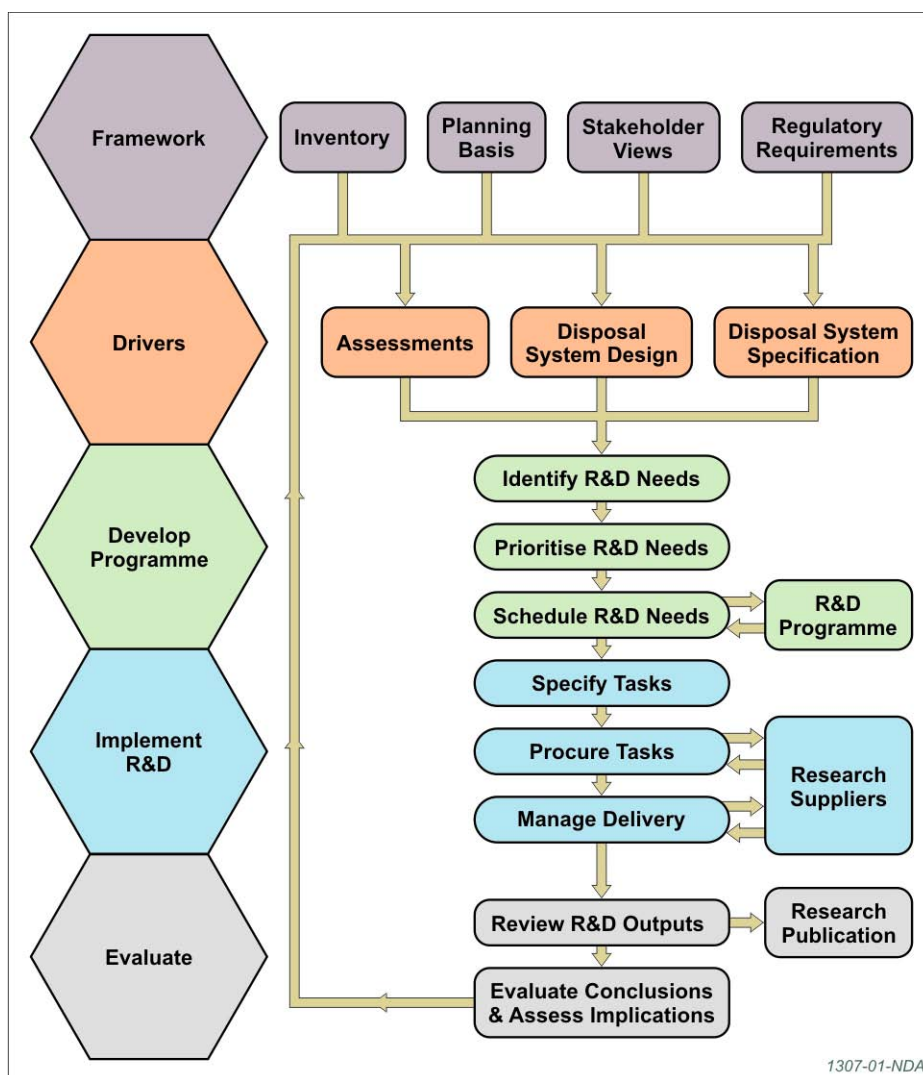 Framework
Inventory
Planning
Basis
Stakeholder
Views
Regulatory
Requirements
Drivers
Assessments
Disposal
System Design
Disposal System
Specification
Develop
Programme
Identify R&D Needs
Prioritise R&D Needs
Schedule R&D Needs
R&D
Programme
Implement
R&D
Specify Tasks
Procure Tasks
Manage Delivery
Research
Suppliers
Evaluate
Review R&D Outputs
Research
Publication
Evaluate Conclusions
& Assess Implications
1307-01-NDA